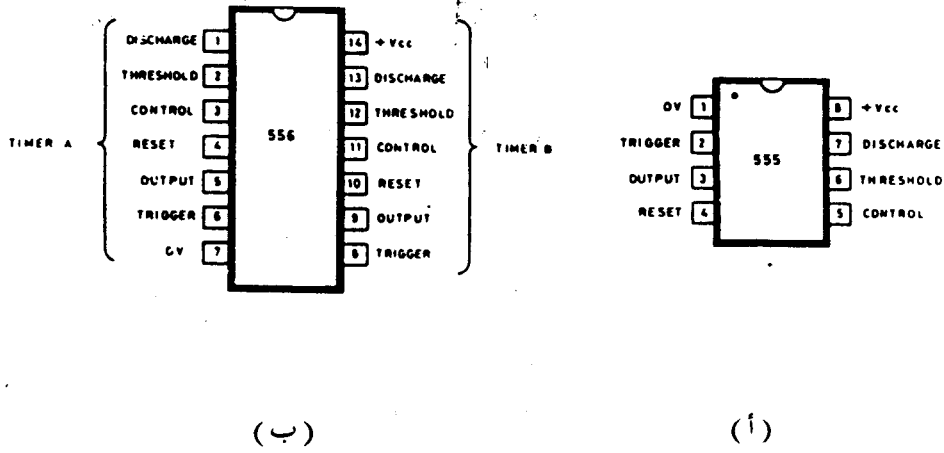 DISCHARGE 1
THRESHOLD 2
CONTROL 3
RESET 4
OUTPUT 5
TRIGGER 6
0V 7
TIMER A
556
14 +Vcc
13 DISCHARGE
12 THRESHOLD
11 CONTROL
10 RESET
9 OUTPUT
8 TRIGGER
TIMER B
0V 1
TRIGGER 2
OUTPUT 3
RESET 4
555
8 +Vcc
7 DISCHARGE
6 THRESHOLD
5 CONTROL
(ب)
(أ)